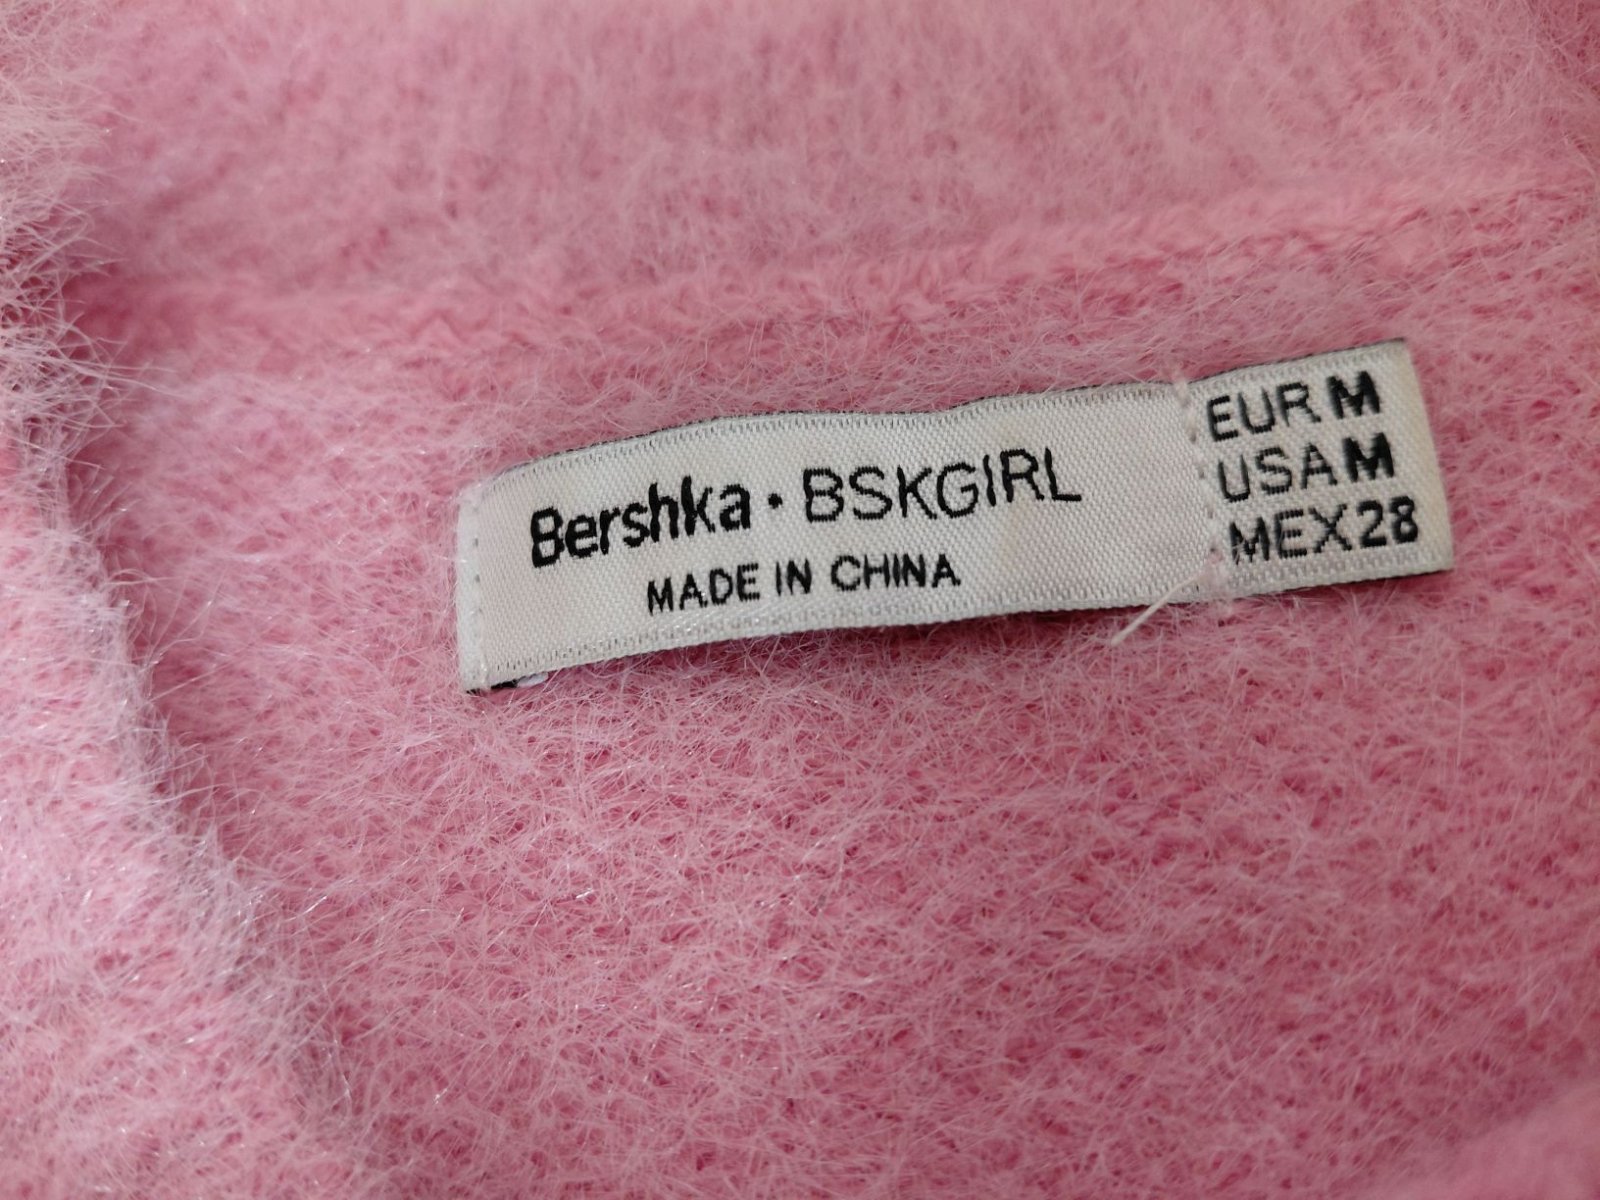 Bershka • BSKGIRL
MADE IN CHINA
EUR M
USA M
MEX 28